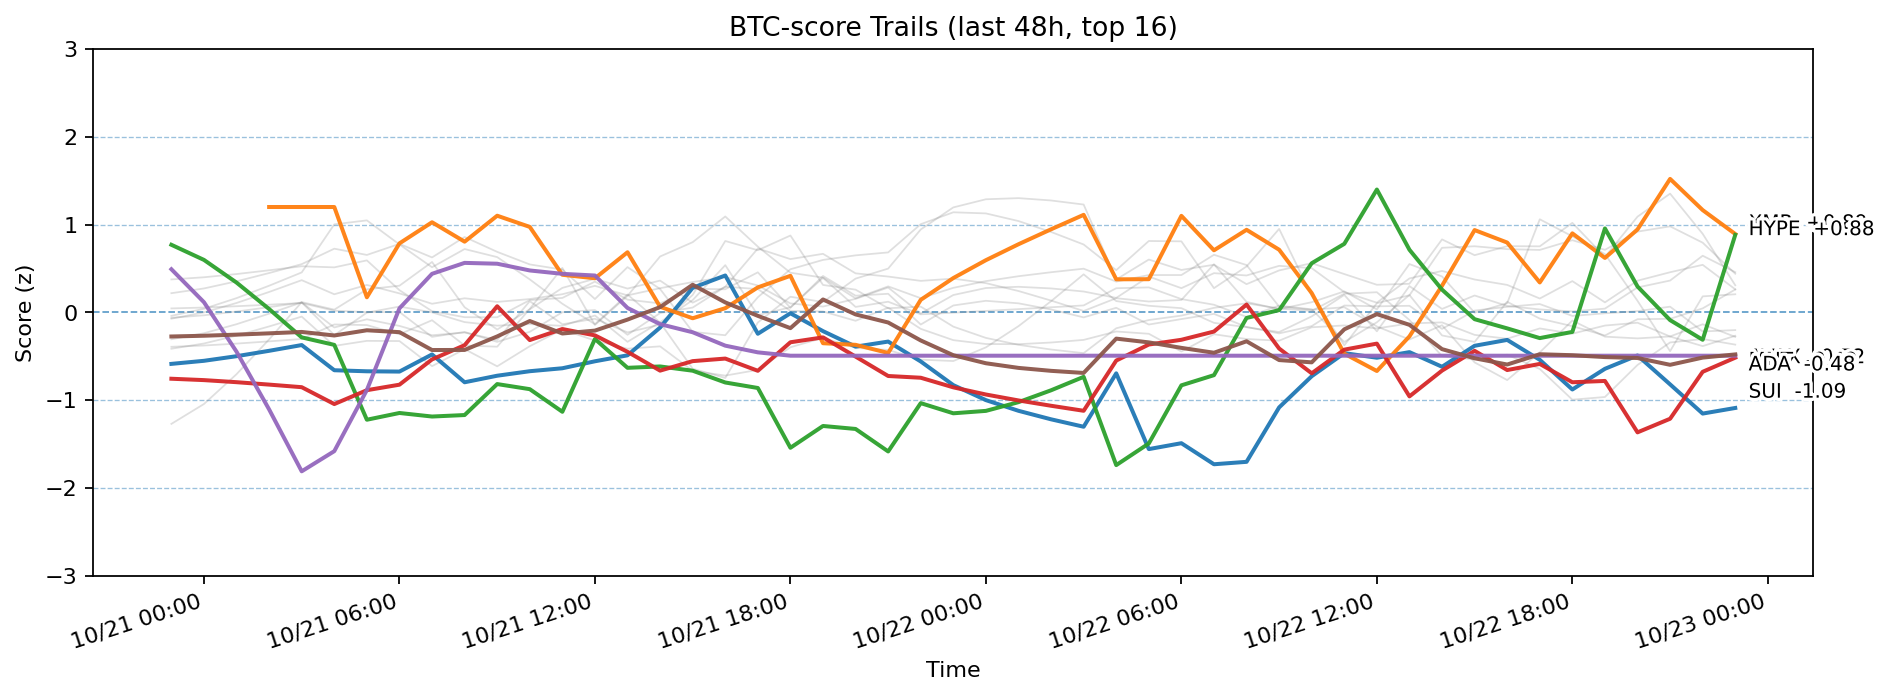 BTC-score Trails (last 48h, top 16)
Score (z)
3
2
1
0
−1
−2
−3
HYPE +0.88
ADA -0.48
SUI -1.09
10/21 00:00
10/21 06:00
10/21 12:00
10/21 18:00
10/22 00:00
10/22 06:00
10/22 12:00
10/22 18:00
10/23 00:00
Time